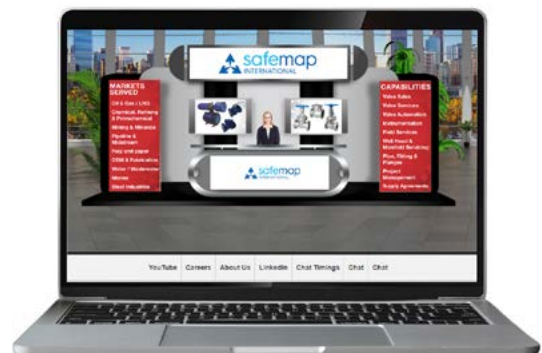 safemap
INTERNATIONAL
MARKETS
SERVED
Oil & Gas / LNG
Chemical, Refining
& Petrochemical
Mining & Minerals
Pipeline &
Midstream
Pulp and paper
OEM & Fabrication
Water / Wastewater
Marine
Steel Industries
CAPABILITIES
Valve Sales
Valve Services
Valve Automation
Instrumentation
Field Services
Well Head &
Manifold Servicing
Pipe, Fitting &
Flanges
Project
Management
Supply Agreements
safemap
YouTube Careers About Us LinkedIn Chat Timings Chat Chat